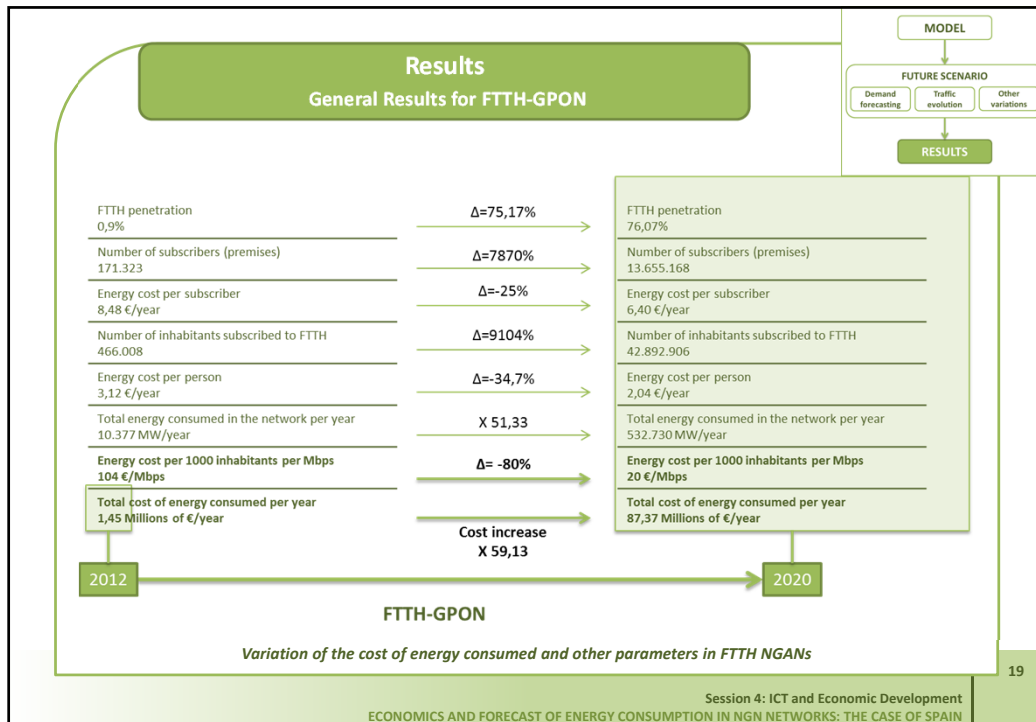 Results
General Results for FTTH-GPON
MODEL
FUTURE SCENARIO
Demand
forecasting
Traffic
evolution
Other
variations
RESULTS
FTTH penetration
0,9%
Δ=75,17%
FTTH penetration
76,07%
Number of subscribers (premises)
171.323
Δ=7870%
Number of subscribers (premises)
13.655.168
Energy cost per subscriber
8,48 €/year
Δ=-25%
Energy cost per subscriber
6,40 €/year
Number of inhabitants subscribed to FTTH
466.008
Δ=9104%
Number of inhabitants subscribed to FTTH
42.892.906
Energy cost per person
3,12 €/year
Δ=-34,7%
Energy cost per person
2,04 €/year
Total energy consumed in the network per year
10.377 MW/year
X 51,33
Total energy consumed in the network per year
532.730 MW/year
Energy cost per 1000 inhabitants per Mbps
104 €/Mbps
Δ= -80%
Energy cost per 1000 inhabitants per Mbps
20 €/Mbps
Total cost of energy consumed per year
1,45 Millions of €/year
Cost increase
X 59,13
Total cost of energy consumed per year
87,37 Millions of €/year
2012
2020
FTTH-GPON
Variation of the cost of energy consumed and other parameters in FTTH NGANs
19
Session 4: ICT and Economic Development
ECONOMICS AND FORECAST OF ENERGY CONSUMPTION IN NGN NETWORKS: THE CASE OF SPAIN